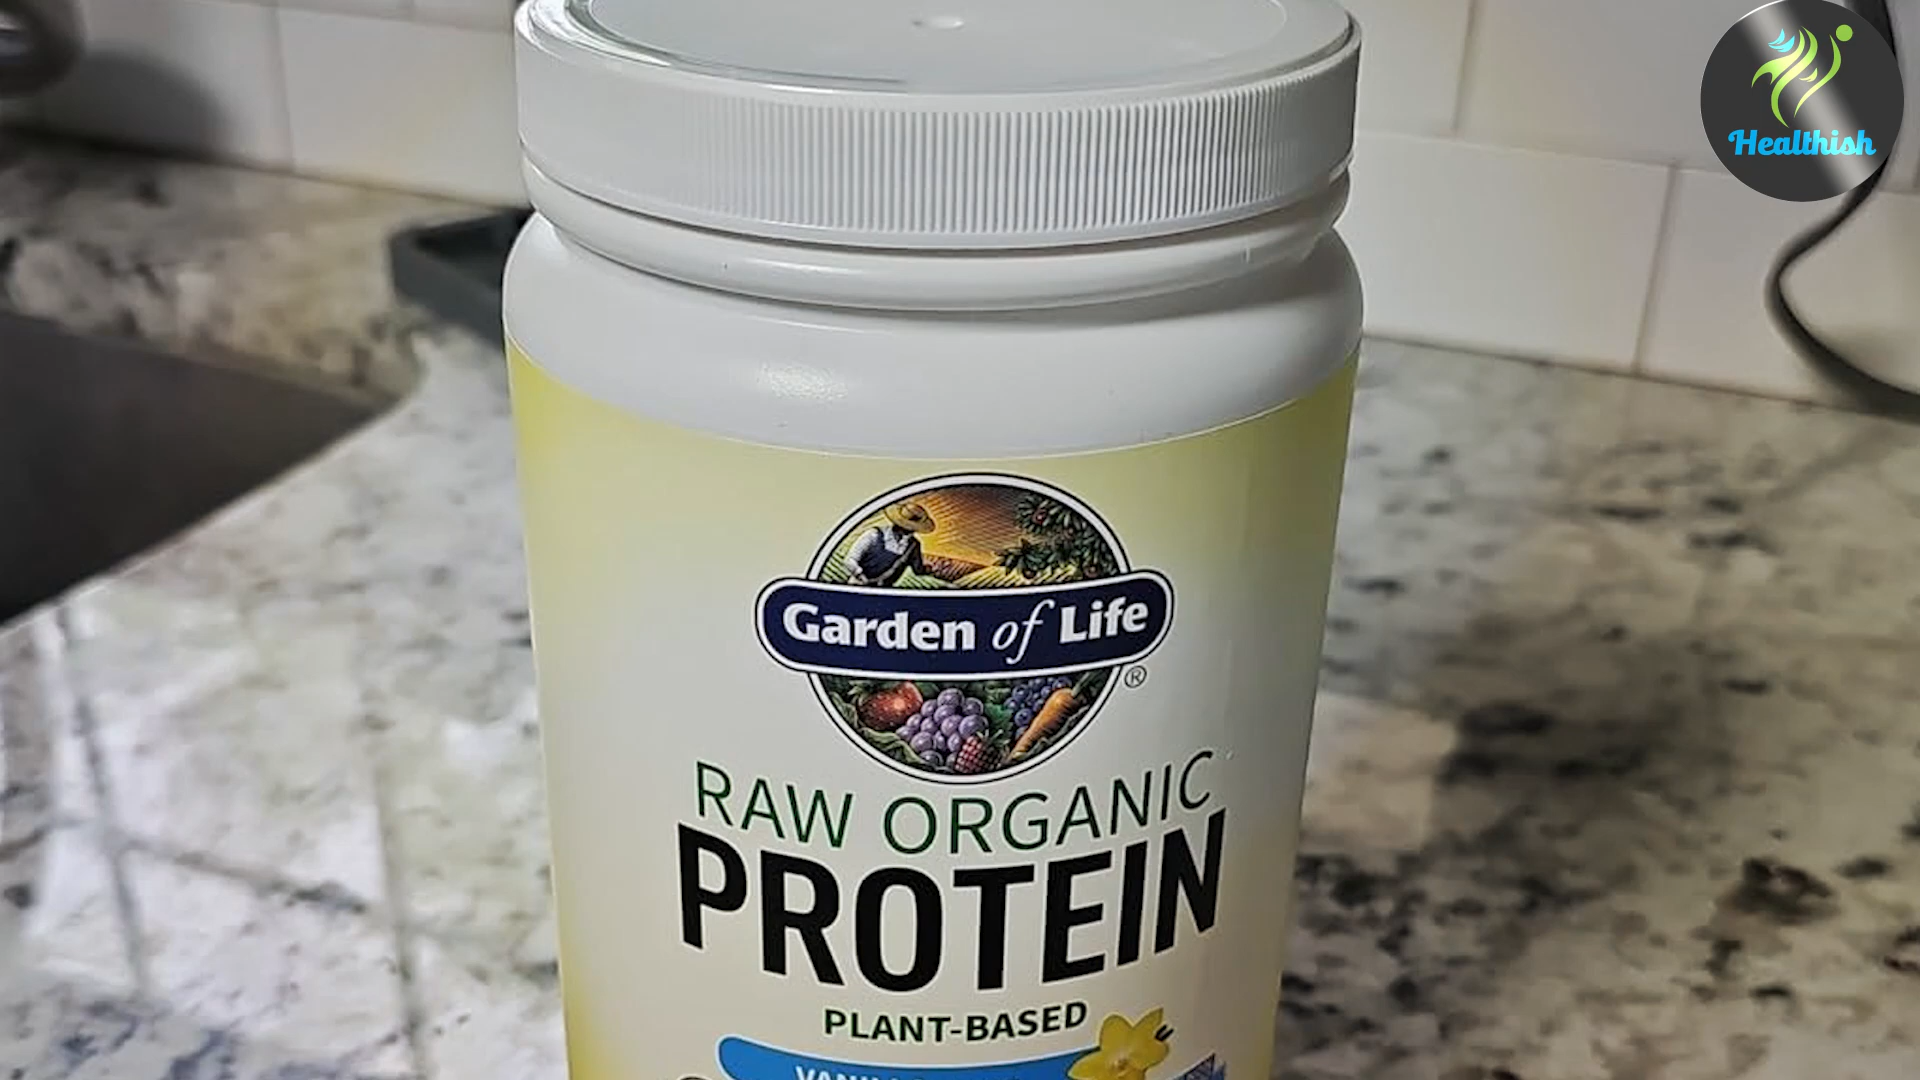 Healthish
Garden of Life
®
RAW ORGANIC
PROTEIN
PLANT-BASED